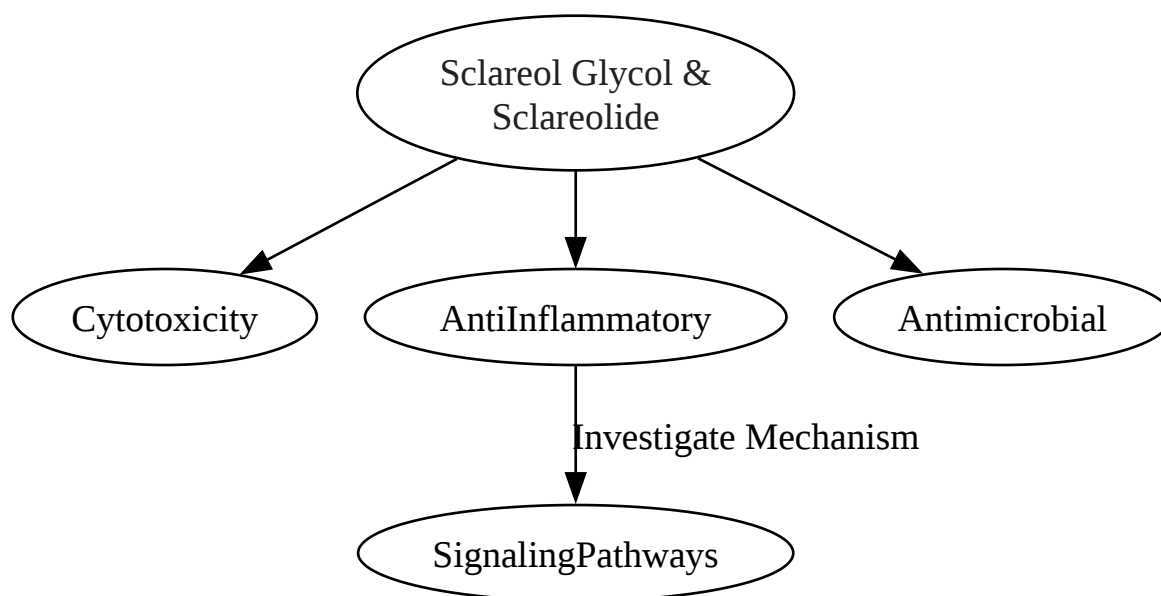 Sclareol Glycol &
Sclareolide
Cytotoxicity
AntiInflammatory
Antimicrobial
Investigate Mechanism
SignalingPathways